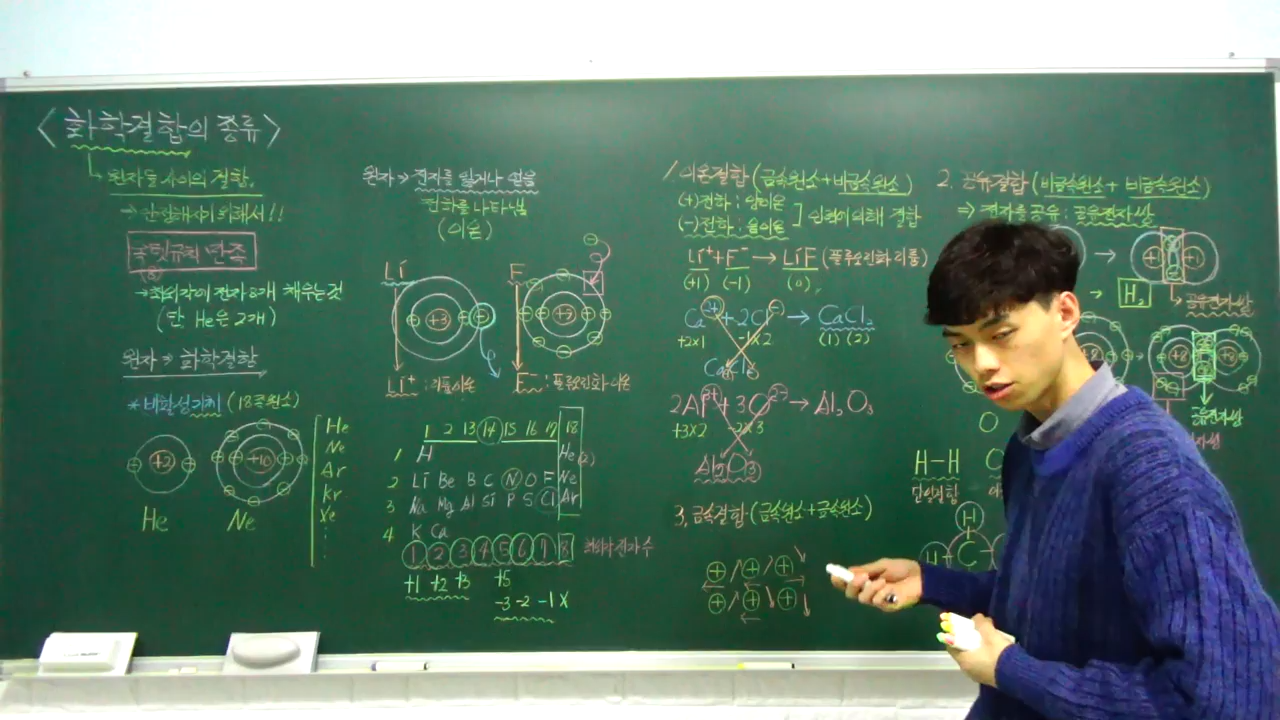 <화학결합의 종류>
원자들 사이의 결합.
→ 안정해지기 위해서!!
옥텟규칙 만족
(8)
→최외각에 전자 8개 채우는것
(단, He은 2개)
원자 ⇒ 화학결합
*비활성기체 (18족원소)
+2
+10
He
Ne
He
Ne
Ar
Kr
Xe
원자 → 전자를 잃거나 얻음
전하를 나타냄
(이온)
Li
+3
Li⁺ : 리튬이온
F
+9
F⁻ : 플루오린화 이온
1 2 13 14 15 16 17 18
1 H He (2)
2 Li Be B C N O F Ne
3 Na Mg Al Si P S Cl Ar
4 K Ca
1 2 3 4 5 6 7 8 최외각 전자 수
+1 +2 +3 +5
-3 -2 -1 X
1. 이온결합 (금속원소+비금속원소)
(+)전하 : 양이온
(-)전하 : 음이온 ] 인력에 의해 결합
Li⁺ + F⁻ → LiF (플루오린화 리튬)
(+1) (-1) (0)
Ca²⁺ + 2Cl⁻ → CaCl₂
+2x1 -1x2 (1) (2)
2Al³⁺ + 3O²⁻ → Al₂O₃
+3x2 -2x3
Al₂O₃
3. 금속결합 (금속원소+금속원소)
2. 공유결합 (비금속원소 + 비금속원소)
⇒ 전자를 공유 : 공유전자쌍
→ +1 +1
→ H₂
공유전자쌍
+8 +8 +8
공유전자쌍
O
H-H
단일결합
H
H C